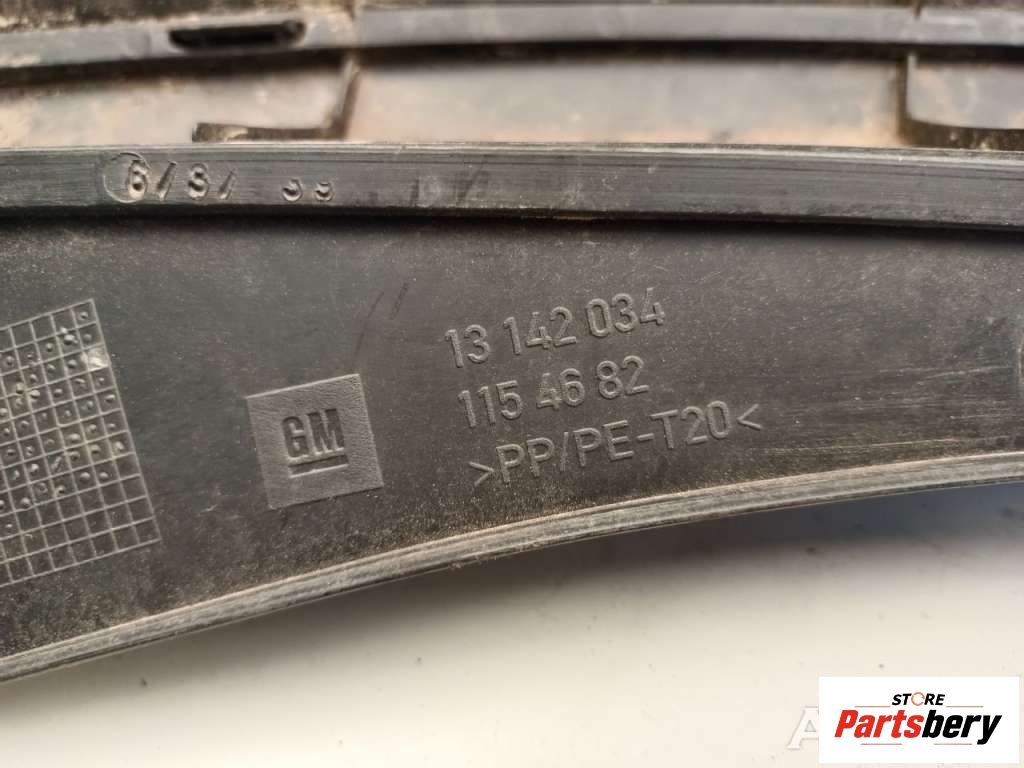 13 142 034
115 46 82
>PP/PE-T20<
GM
STORE
Partsbery